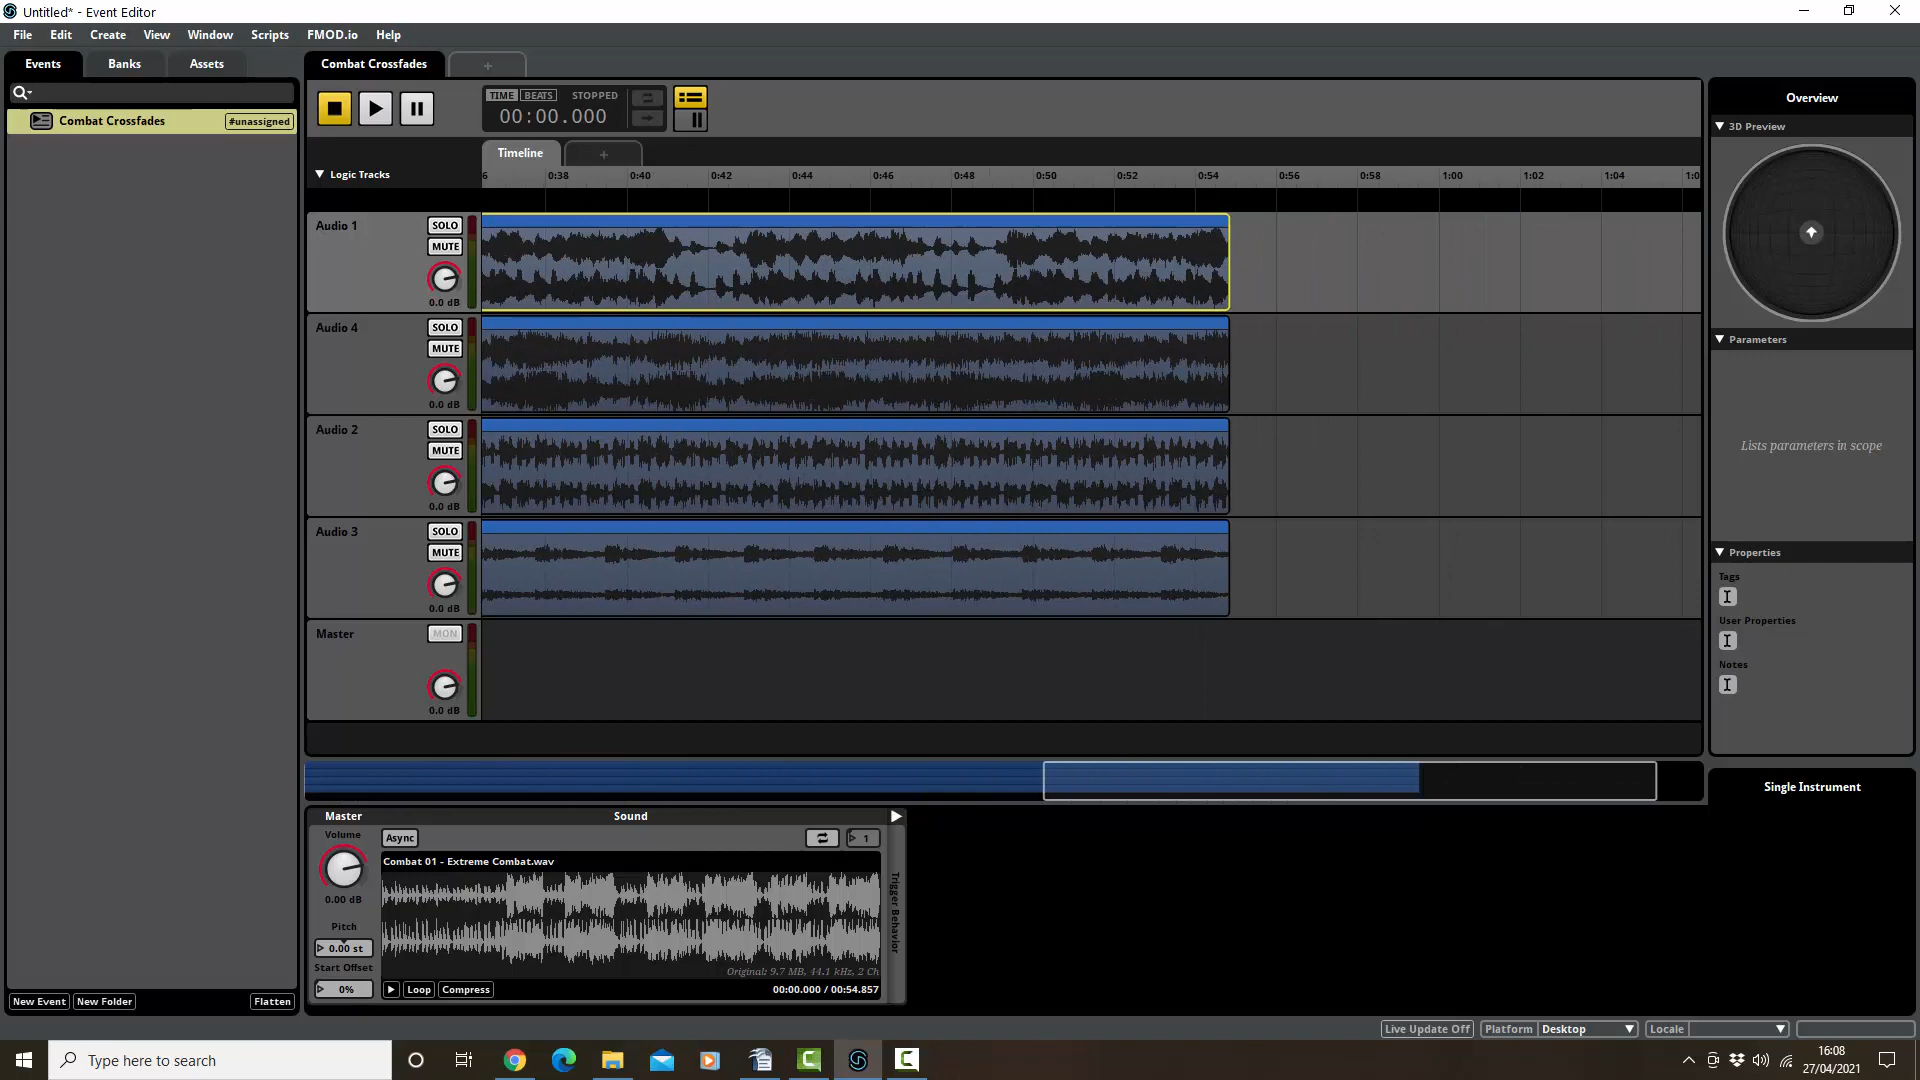 Untitled* - Event Editor
File Edit Create View Window Scripts FMOD.io Help
Events Banks Assets
Combat Crossfades +
Combat Crossfades #unassigned
TIME BEATS STOPPED
00:00.000
Timeline +
Logic Tracks
6 0:38 0:40 0:42 0:44 0:46 0:48 0:50 0:52 0:54 0:56 0:58 1:00 1:02 1:04 1:0
Audio 1 SOLO
MUTE
0.0 dB
Audio 4 SOLO
MUTE
0.0 dB
Audio 2 SOLO
MUTE
0.0 dB
Audio 3 SOLO
MUTE
0.0 dB
Master MON
0.0 dB
Overview
3D Preview
Parameters
Lists parameters in scope
Properties
Tags
User Properties
Notes
Single Instrument
Master Sound
Volume
0.00 dB
Pitch
0.00 st
Start Offset
0%
Async 1
Combat 01 - Extreme Combat.wav
Original: 9.7 MB, 44.1 kHz, 2 Ch
Loop Compress 00:00.000 / 00:54.857
Trigger Behavior
New Event New Folder Flatten
Live Update Off Platform Desktop Locale
Type here to search
16:08
27/04/2021